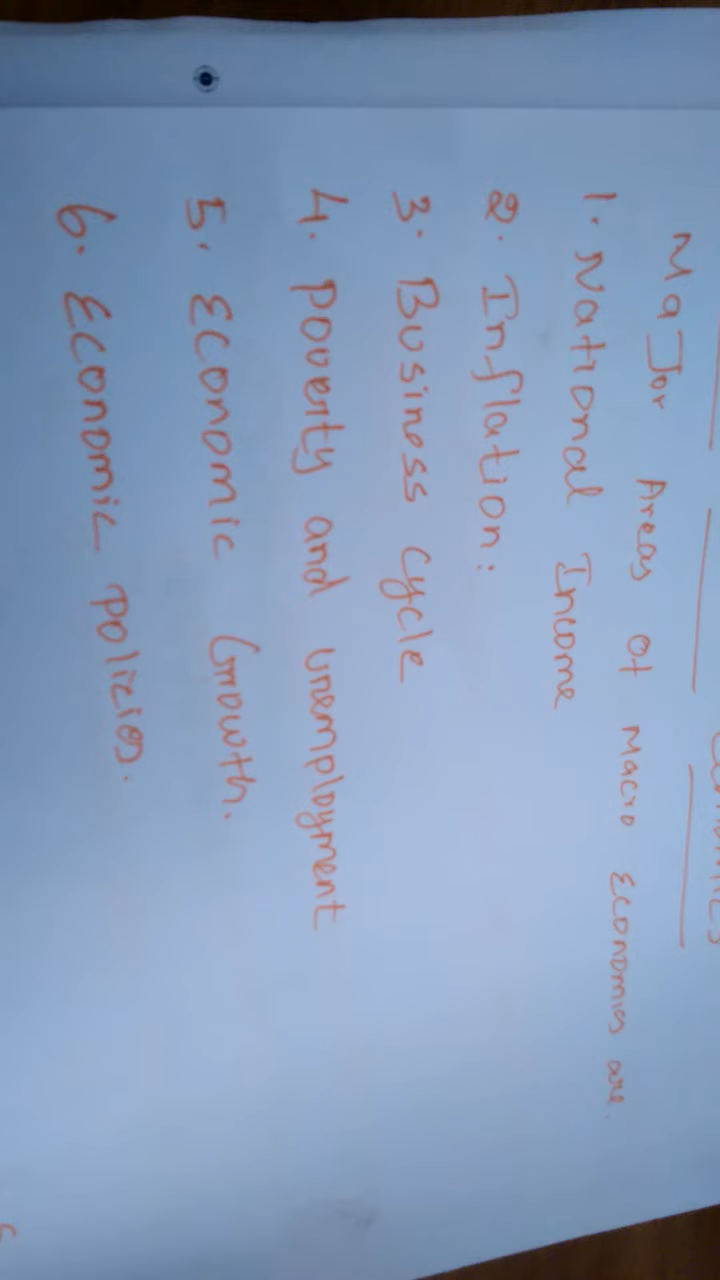 Major Areas of Macro Economics are.
1. National Income
2. Inflation:
3. Business Cycle
4. Poverty and unemployment
5. Economic Growth.
6. Economic policies.